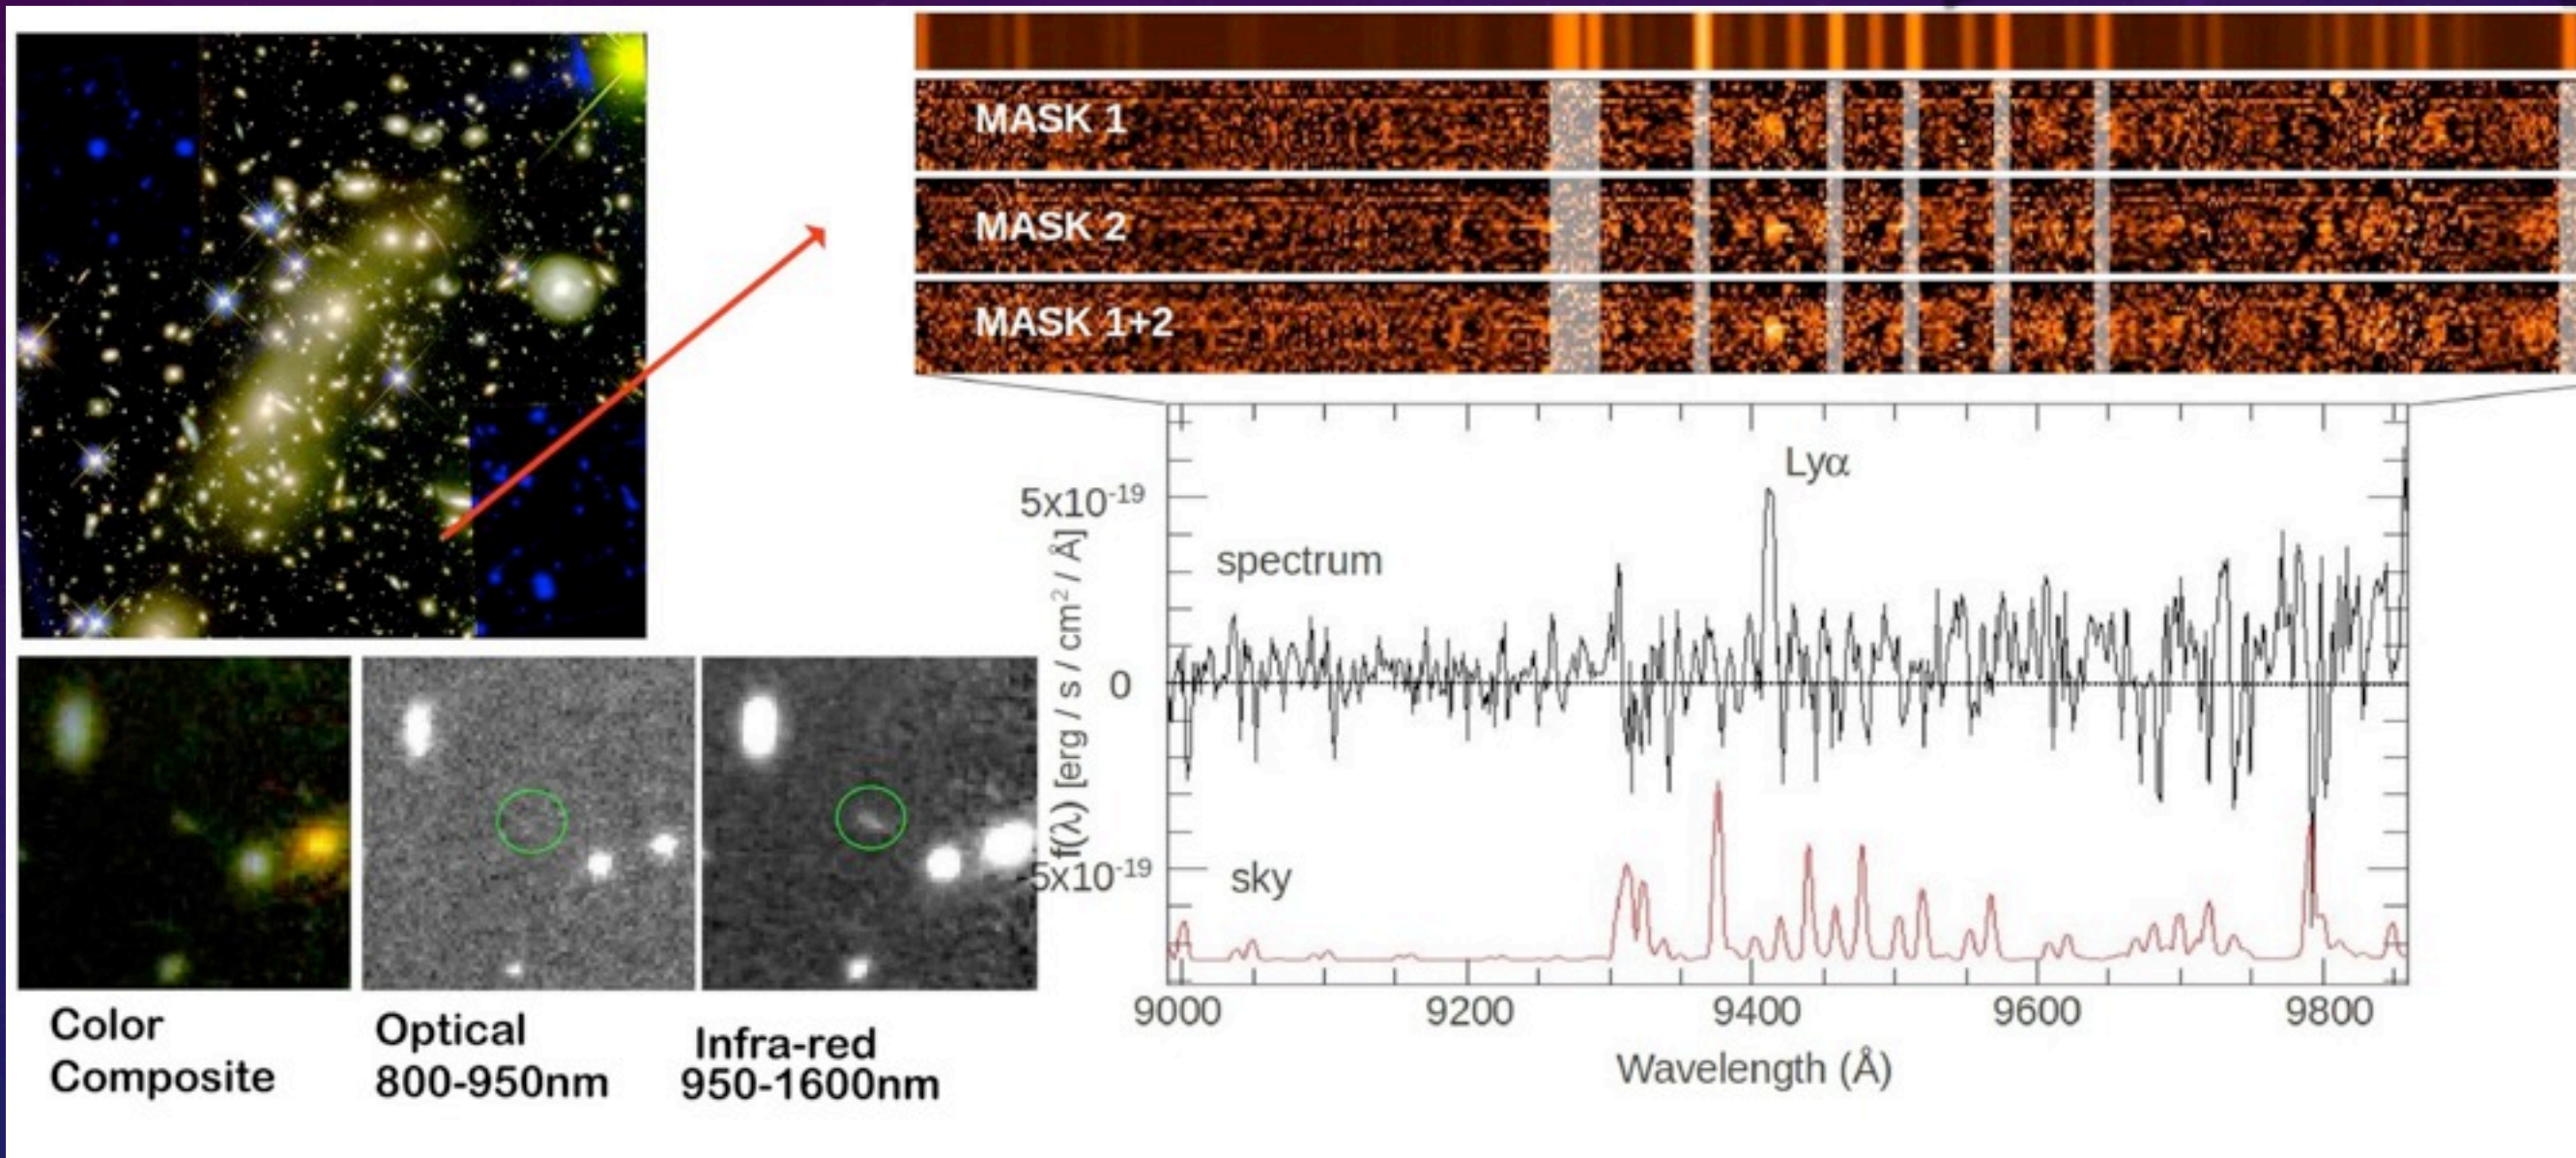 MASK 1
MASK 2
MASK 1+2
Lyα
5x10⁻¹⁹
spectrum
0
f(λ) [erg / s / cm² / Å]
5x10⁻¹⁹
sky
9000 9200 9400 9600 9800
Wavelength (Å)
Color
Composite
Optical
800-950nm
Infra-red
950-1600nm